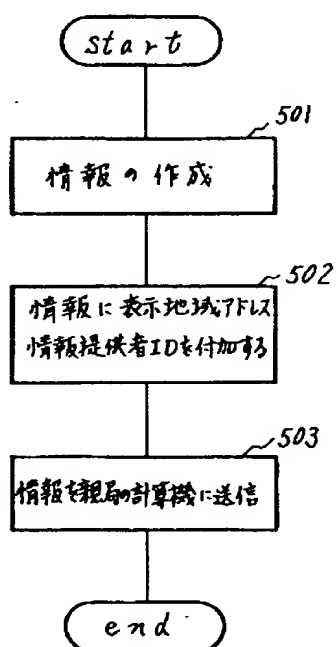 start
501
情報の作成
502
情報に表示地域アドレス
情報提供者IDを付加する
503
情報を親局の計算機に送信
end